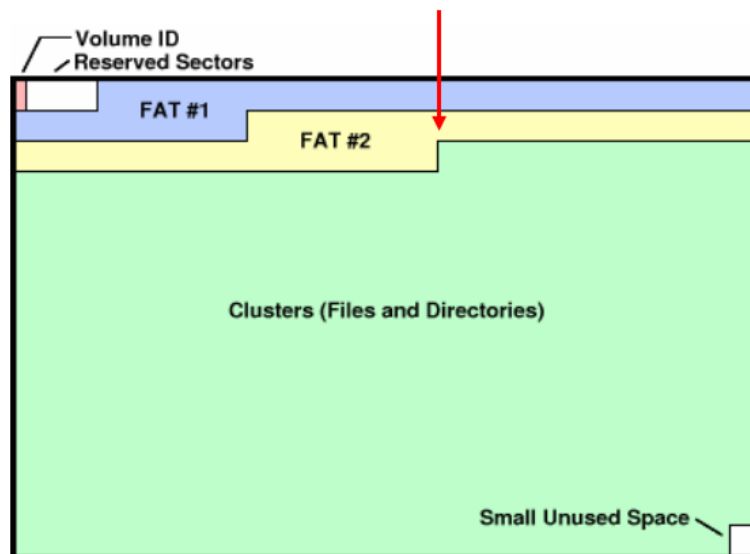 Volume ID
Reserved Sectors
FAT #1
FAT #2
Clusters (Files and Directories)
Small Unused Space